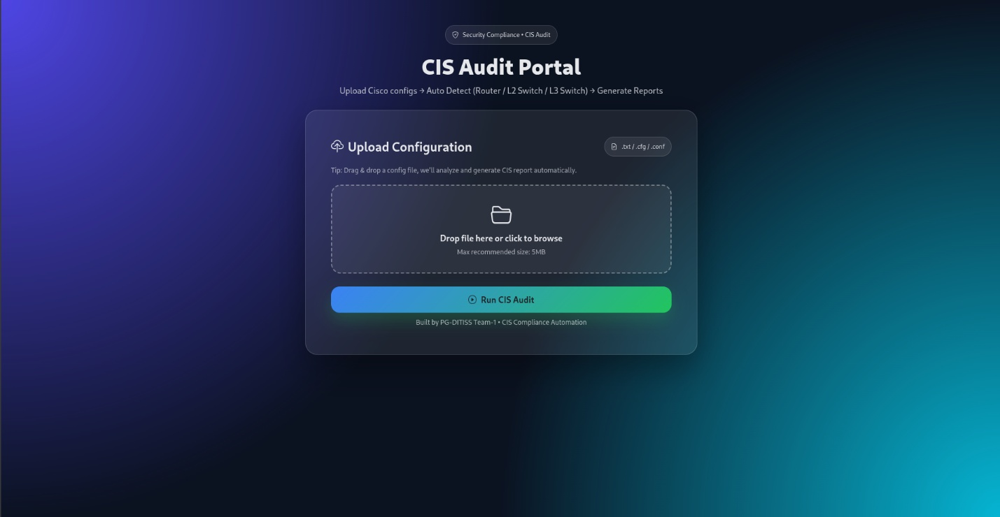 Security Compliance • CIS Audit
CIS Audit Portal
Upload Cisco configs → Auto Detect (Router / L2 Switch / L3 Switch) → Generate Reports
Upload Configuration
.txt / .cfg / .conf
Tip: Drag & drop a config file, we'll analyze and generate CIS report automatically.
Drop file here or click to browse
Max recommended size: 5MB
Run CIS Audit
Built by PG-DITISS Team-1 • CIS Compliance Automation